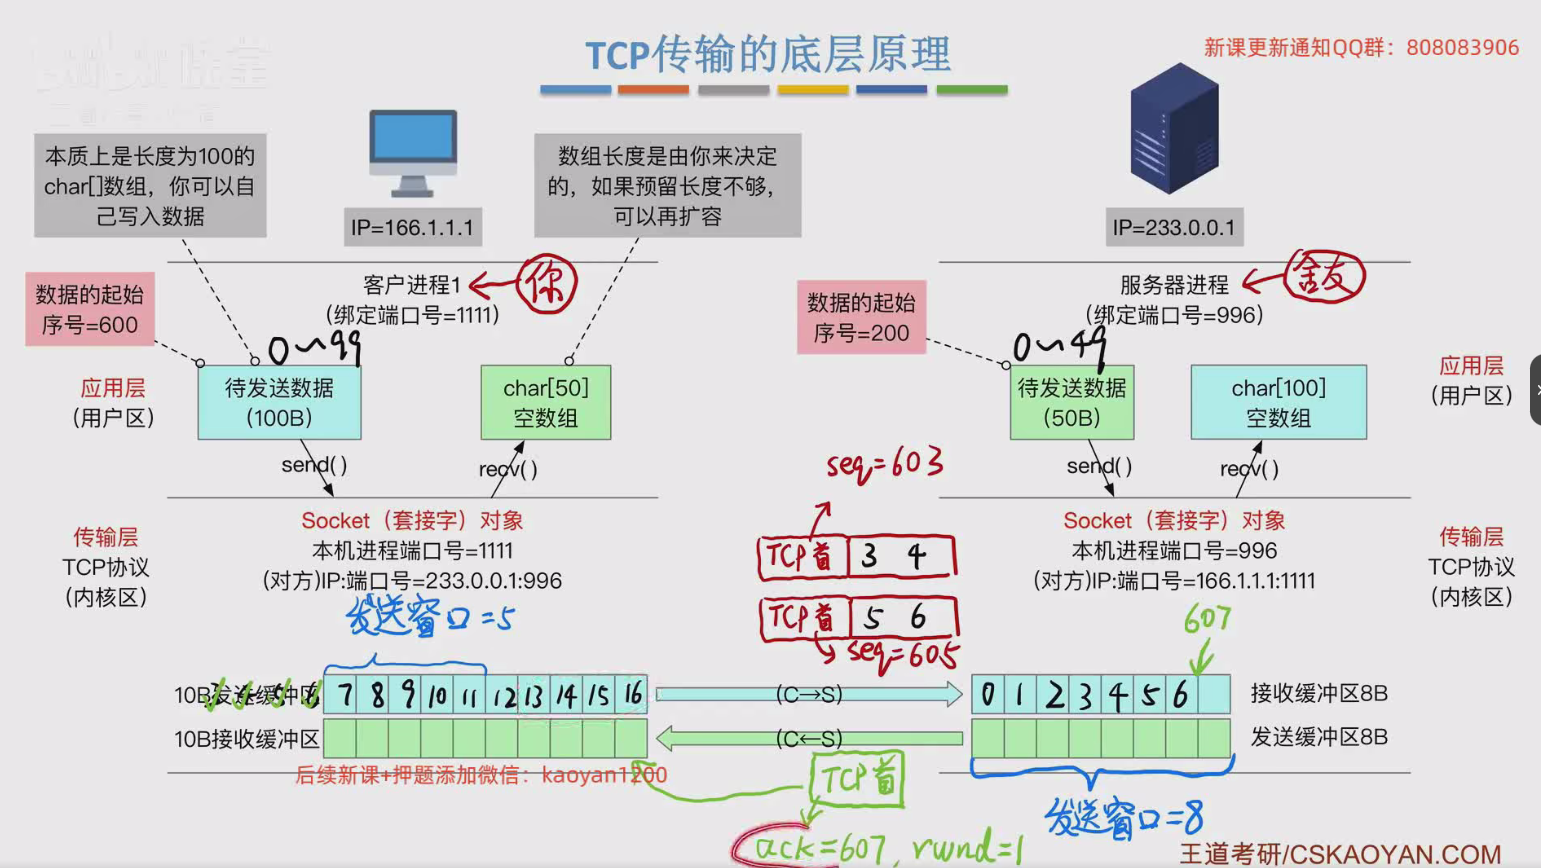 TCP传输的底层原理
新课更新通知QQ群：808083906
本质上是长度为100的
char[]数组，你可以自
己写入数据
数组长度是由你来决定
的，如果预留长度不够，
可以再扩容
IP=166.1.1.1
IP=233.0.0.1
客户进程1
(绑定端口号=1111)
你
服务器进程
(绑定端口号=996)
数据的起始
序号=600
数据的起始
序号=200
0~99
0~49
应用层
(用户区)
待发送数据
(100B)
char[50]
空数组
待发送数据
(50B)
char[100]
空数组
应用层
(用户区)
send()
recv()
send()
recv()
seq=603
TCP首 3 4
TCP首 5 6
seq=605
传输层
TCP协议
(内核区)
Socket（套接字）对象
本机进程端口号=1111
(对方)IP:端口号=233.0.0.1:996
Socket（套接字）对象
本机进程端口号=996
(对方)IP:端口号=166.1.1.1:1111
传输层
TCP协议
(内核区)
发送窗口=5
607
10B发送缓冲区
7 8 9 10 11 12 13 14 15 16
(C→S)
0 1 2 3 4 5 6
接收缓冲区8B
10B接收缓冲区
(C←S)
发送缓冲区8B
后续新课+押题添加微信：kaoyan1200
TCP首
ack=607, rwnd=1
发送窗口=8
王道考研/CSKAOYAN.COM